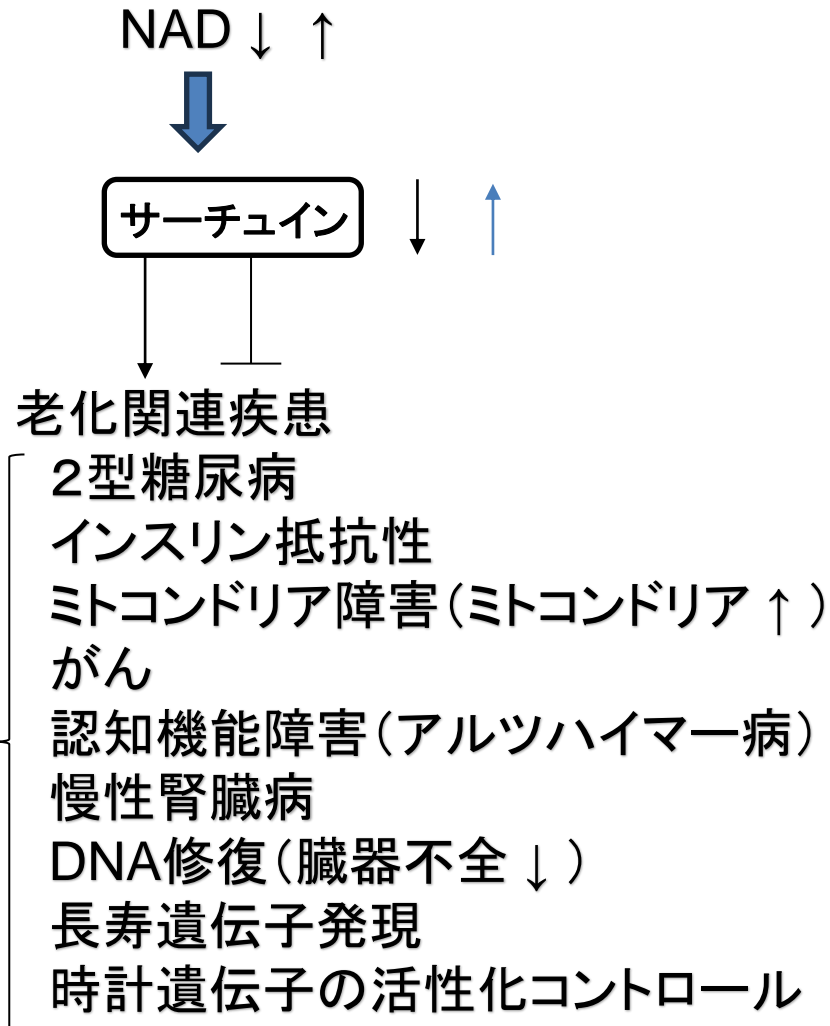 NAD↓ ↑
サーチュイン
老化関連疾患
２型糖尿病
インスリン抵抗性
ミトコンドリア障害（ミトコンドリア↑）
がん
認知機能障害（アルツハイマー病）
慢性腎臓病
DNA修復（臓器不全↓）
長寿遺伝子発現
時計遺伝子の活性化コントロール